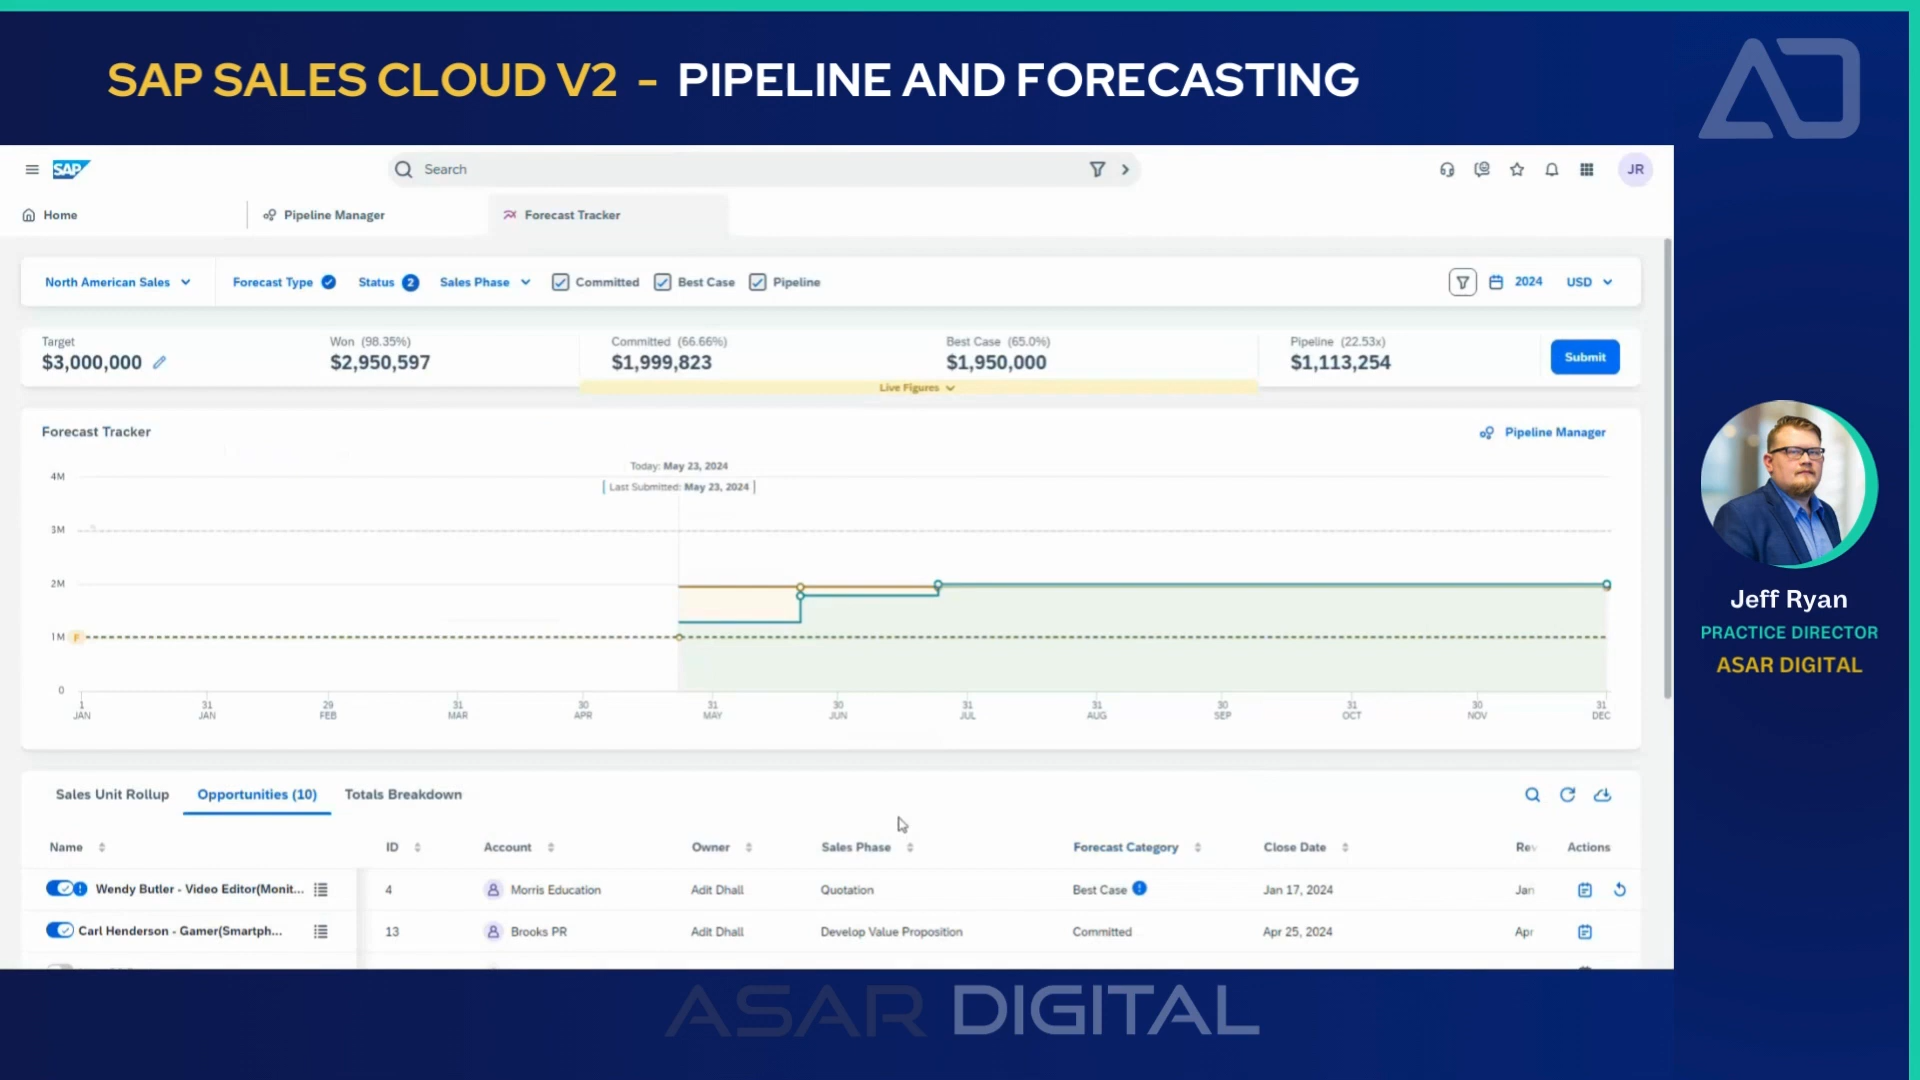 SAP SALES CLOUD V2 - PIPELINE AND FORECASTING
SAP
Search
JR
Home
Pipeline Manager
Forecast Tracker
North American Sales
Forecast Type
Status 2
Sales Phase
Committed
Best Case
Pipeline
2024
USD
Target
$3,000,000
Won (98.35%)
$2,950,597
Committed (66.66%)
$1,999,823
Best Case (65.0%)
$1,950,000
Pipeline (22.53x)
$1,113,254
Submit
Live Figures
Forecast Tracker
Pipeline Manager
Today: May 23, 2024
Last Submitted: May 23, 2024
4M
3M
2M
1M F
0
1 JAN
31 JAN
29 FEB
31 MAR
30 APR
31 MAY
30 JUN
31 JUL
31 AUG
30 SEP
31 OCT
30 NOV
31 DEC
Sales Unit Rollup
Opportunities (10)
Totals Breakdown
Name ID Account Owner Sales Phase Forecast Category Close Date Rev Actions
Wendy Butler - Video Editor(Monit... 4 Morris Education Adit Dhall Quotation Best Case Jan 17, 2024 Jan
Carl Henderson - Gamer(Smartph... 13 Brooks PR Adit Dhall Develop Value Proposition Committed Apr 25, 2024 Apr
Jeff Ryan
PRACTICE DIRECTOR
ASAR DIGITAL
ASAR DIGITAL